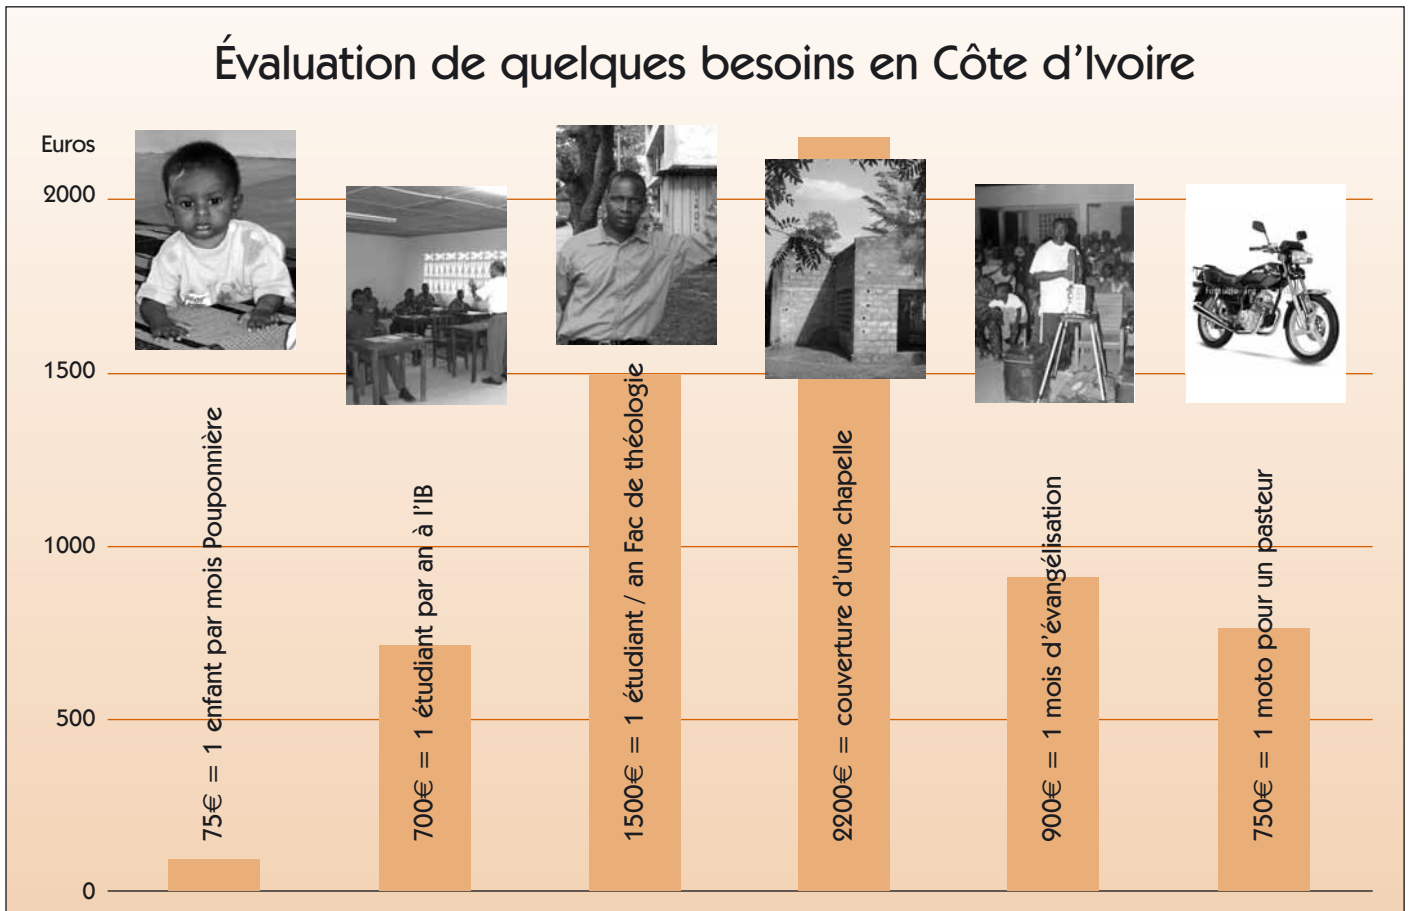 Évaluation de quelques besoins en Côte d'Ivoire
Euros
2000
1500
1000
500
0
75€ = 1 enfant par mois Pouponnière
700€ = 1 étudiant par an à l'IB
1500€ = 1 étudiant / an Fac de théologie
2200€ = couverture d'une chapelle
900€ = 1 mois d'évangélisation
750€ = 1 moto pour un pasteur